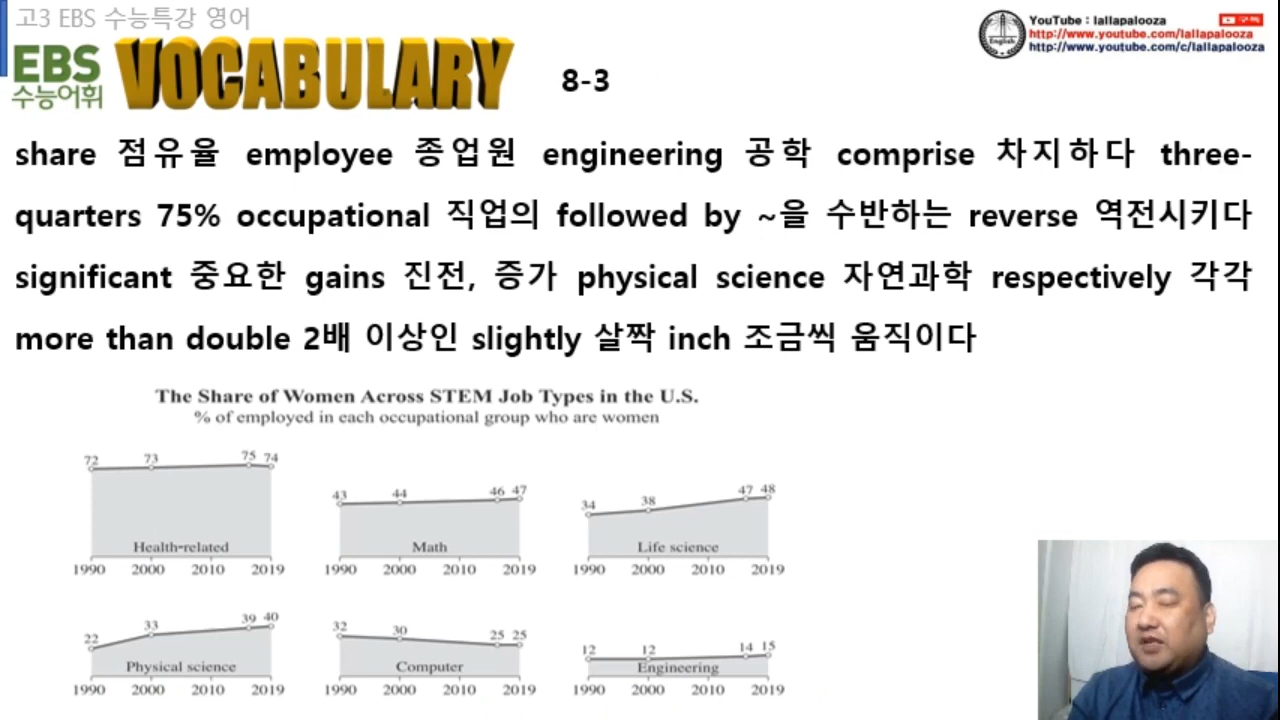 고3 EBS 수능특강 영어
EBS 수능어휘
VOCABULARY
8-3
YouTube : lallapalooza
구독
http://www.youtube.com/lallapalooza
http://www.youtube.com/c/lallapalooza
English
share 점유율 employee 종업원 engineering 공학 comprise 차지하다 three-
quarters 75% occupational 직업의 followed by ~을 수반하는 reverse 역전시키다
significant 중요한 gains 진전, 증가 physical science 자연과학 respectively 각각
more than double 2배 이상인 slightly 살짝 inch 조금씩 움직이다
The Share of Women Across STEM Job Types in the U.S.
% of employed in each occupational group who are women
72 73 75 74
Health-related
1990 2000 2010 2019
43 44 46 47
Math
1990 2000 2010 2019
34 38 47 48
Life science
1990 2000 2010 2019
22 33 39 40
Physical science
1990 2000 2010 2019
32 30 25 25
Computer
1990 2000 2010 2019
12 12 14 15
Engineering
1990 2000 2010 2019